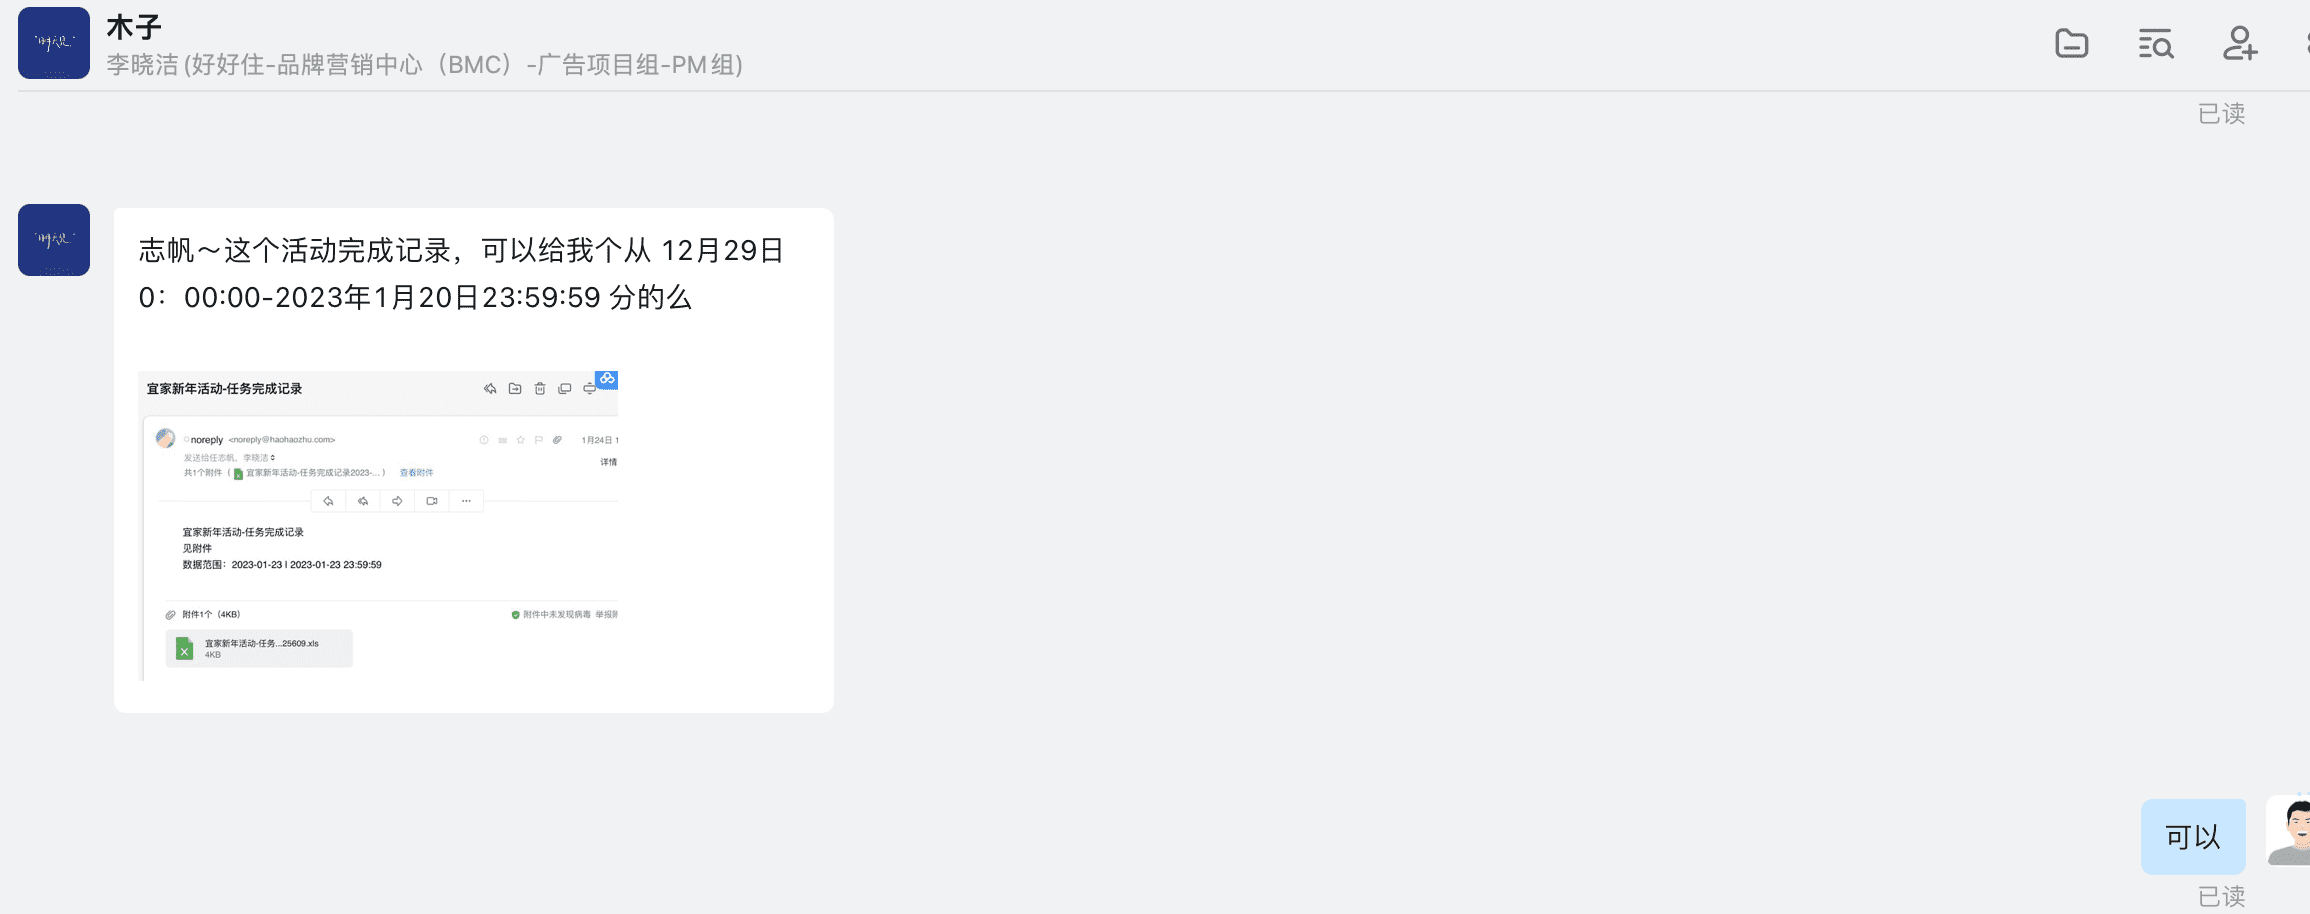 木子
李晓洁(好好住-品牌营销中心（BMC）-广告项目组-PM组)
已读
志帆～这个活动完成记录，可以给我个从 12月29日
0：00:00-2023年1月20日23:59:59 分的么
宜家新年活动-任务完成记录
noreply <noreply@haohaozhu.com>
1月24日 1
发送给任志帆、李晓洁
详情
共1个附件 ( 宜家新年活动-任务完成记录2023-... ) 查看附件
宜家新年活动-任务完成记录
见附件
数据范围：2023-01-23 | 2023-01-23 23:59:59
附件1个 (4KB)
附件中未发现病毒 举报附
宜家新年活动-任务...25609.xls
4KB
可以
已读